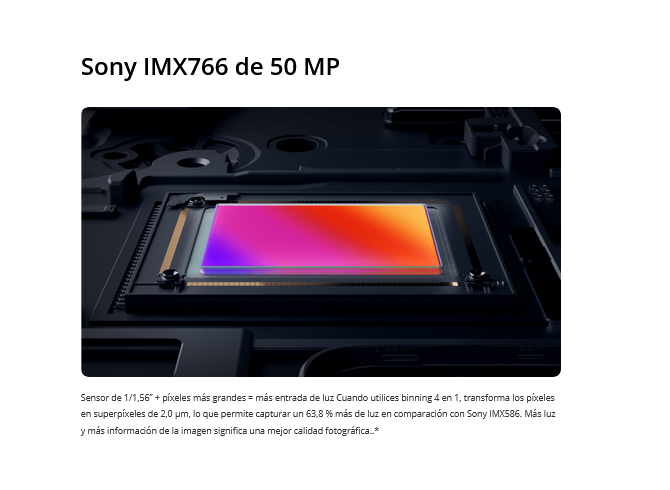 Sony IMX766 de 50 MP
Sensor de 1/1,56" + píxeles más grandes = más entrada de luz Cuando utilices binning 4 en 1, transforma los píxeles
en superpíxeles de 2,0 µm, lo que permite capturar un 63,8 % más de luz en comparación con Sony IMX586. Más luz
y más información de la imagen significa una mejor calidad fotográfica..*